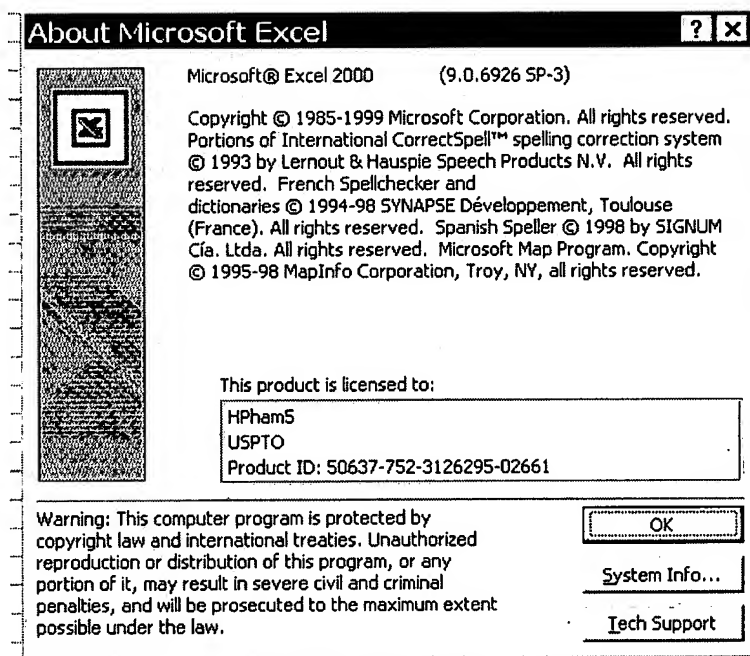 About Microsoft Excel
Microsoft® Excel 2000 (9.0.6926 SP-3)
Copyright © 1985-1999 Microsoft Corporation. All rights reserved.
Portions of International CorrectSpell™ spelling correction system
© 1993 by Lernout & Hauspie Speech Products N.V. All rights
reserved. French Spellchecker and
dictionaries © 1994-98 SYNAPSE Développement, Toulouse
(France). All rights reserved. Spanish Speller © 1998 by SIGNUM
Cía. Ltda. All rights reserved. Microsoft Map Program. Copyright
© 1995-98 MapInfo Corporation, Troy, NY, all rights reserved.
This product is licensed to:
HPham5
USPTO
Product ID: 50637-752-3126295-02661
Warning: This computer program is protected by
copyright law and international treaties. Unauthorized
reproduction or distribution of this program, or any
portion of it, may result in severe civil and criminal
penalties, and will be prosecuted to the maximum extent
possible under the law.
OK
System Info...
Tech Support